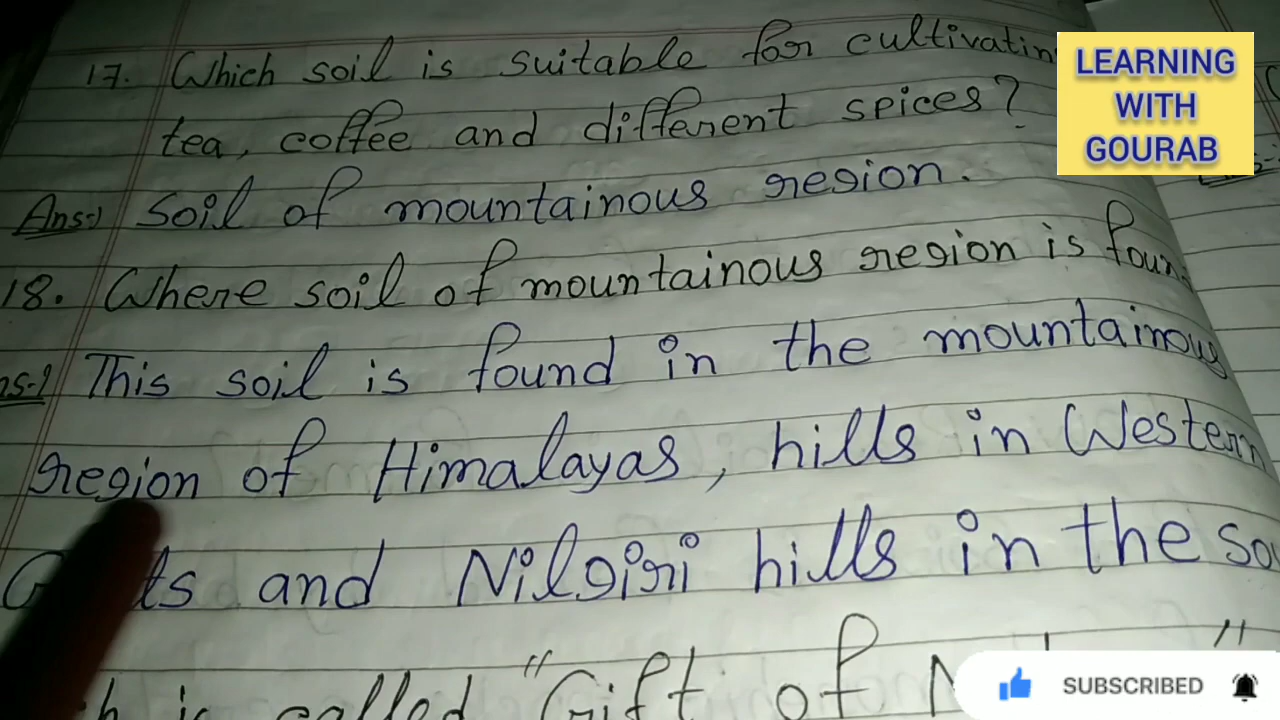 17. Which soil is suitable for cultivatin
tea, coffee and different spices?
Ans:-) Soil of mountainous region.
18. Where soil of mountainous region is foun
ns-) This soil is found in the mountainous
region of Himalayas, hills in Western
and Nilgiri hills in the so
h is called "Gift of
LEARNING
WITH
GOURAB
SUBSCRIBED